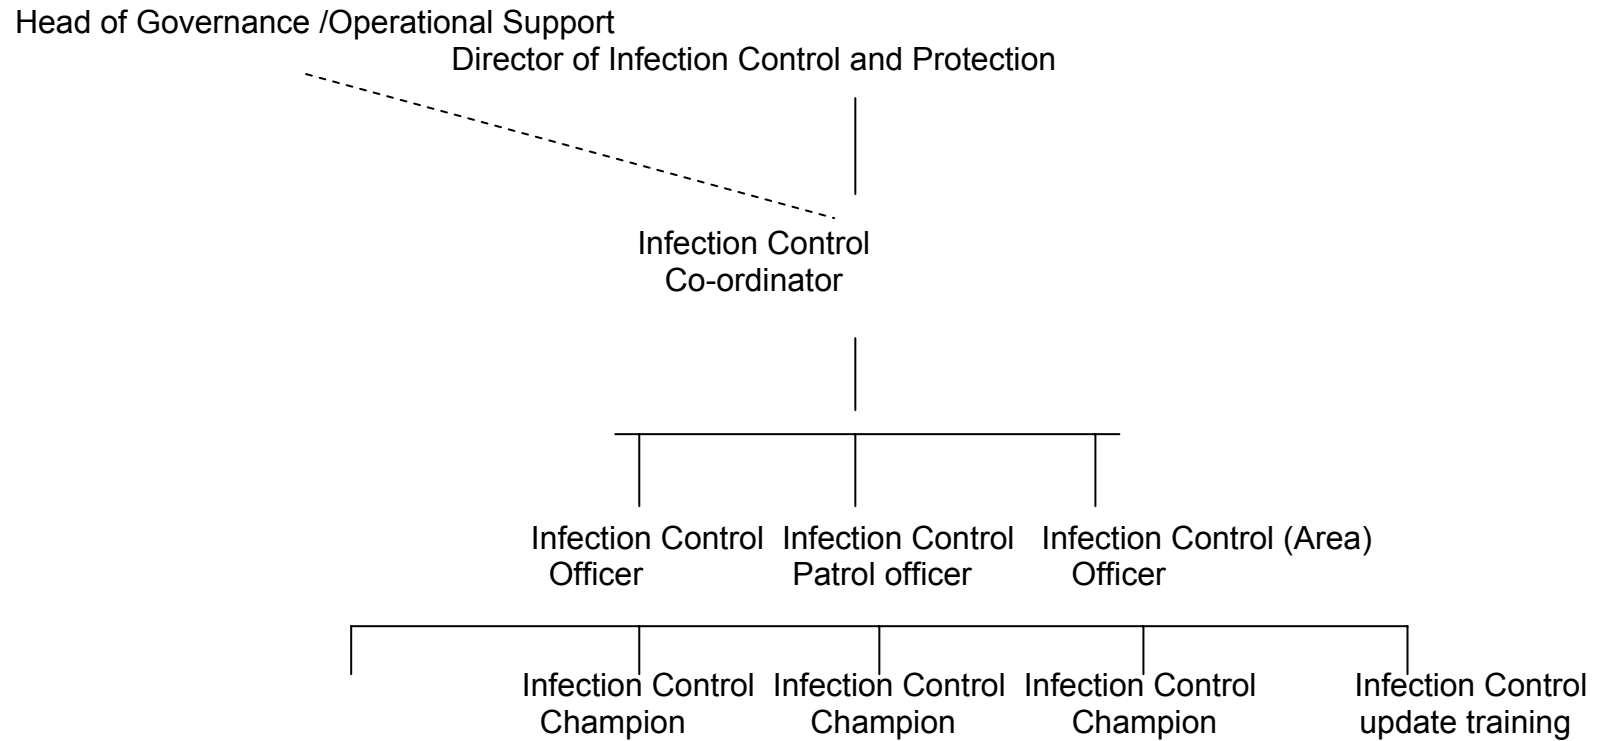 Head of Governance /Operational Support
Director of Infection Control and Protection
Infection Control
Co-ordinator
Infection Control Infection Control Infection Control (Area)
Officer Patrol officer Officer
Infection Control Infection Control Infection Control Infection Control
Champion Champion Champion update training